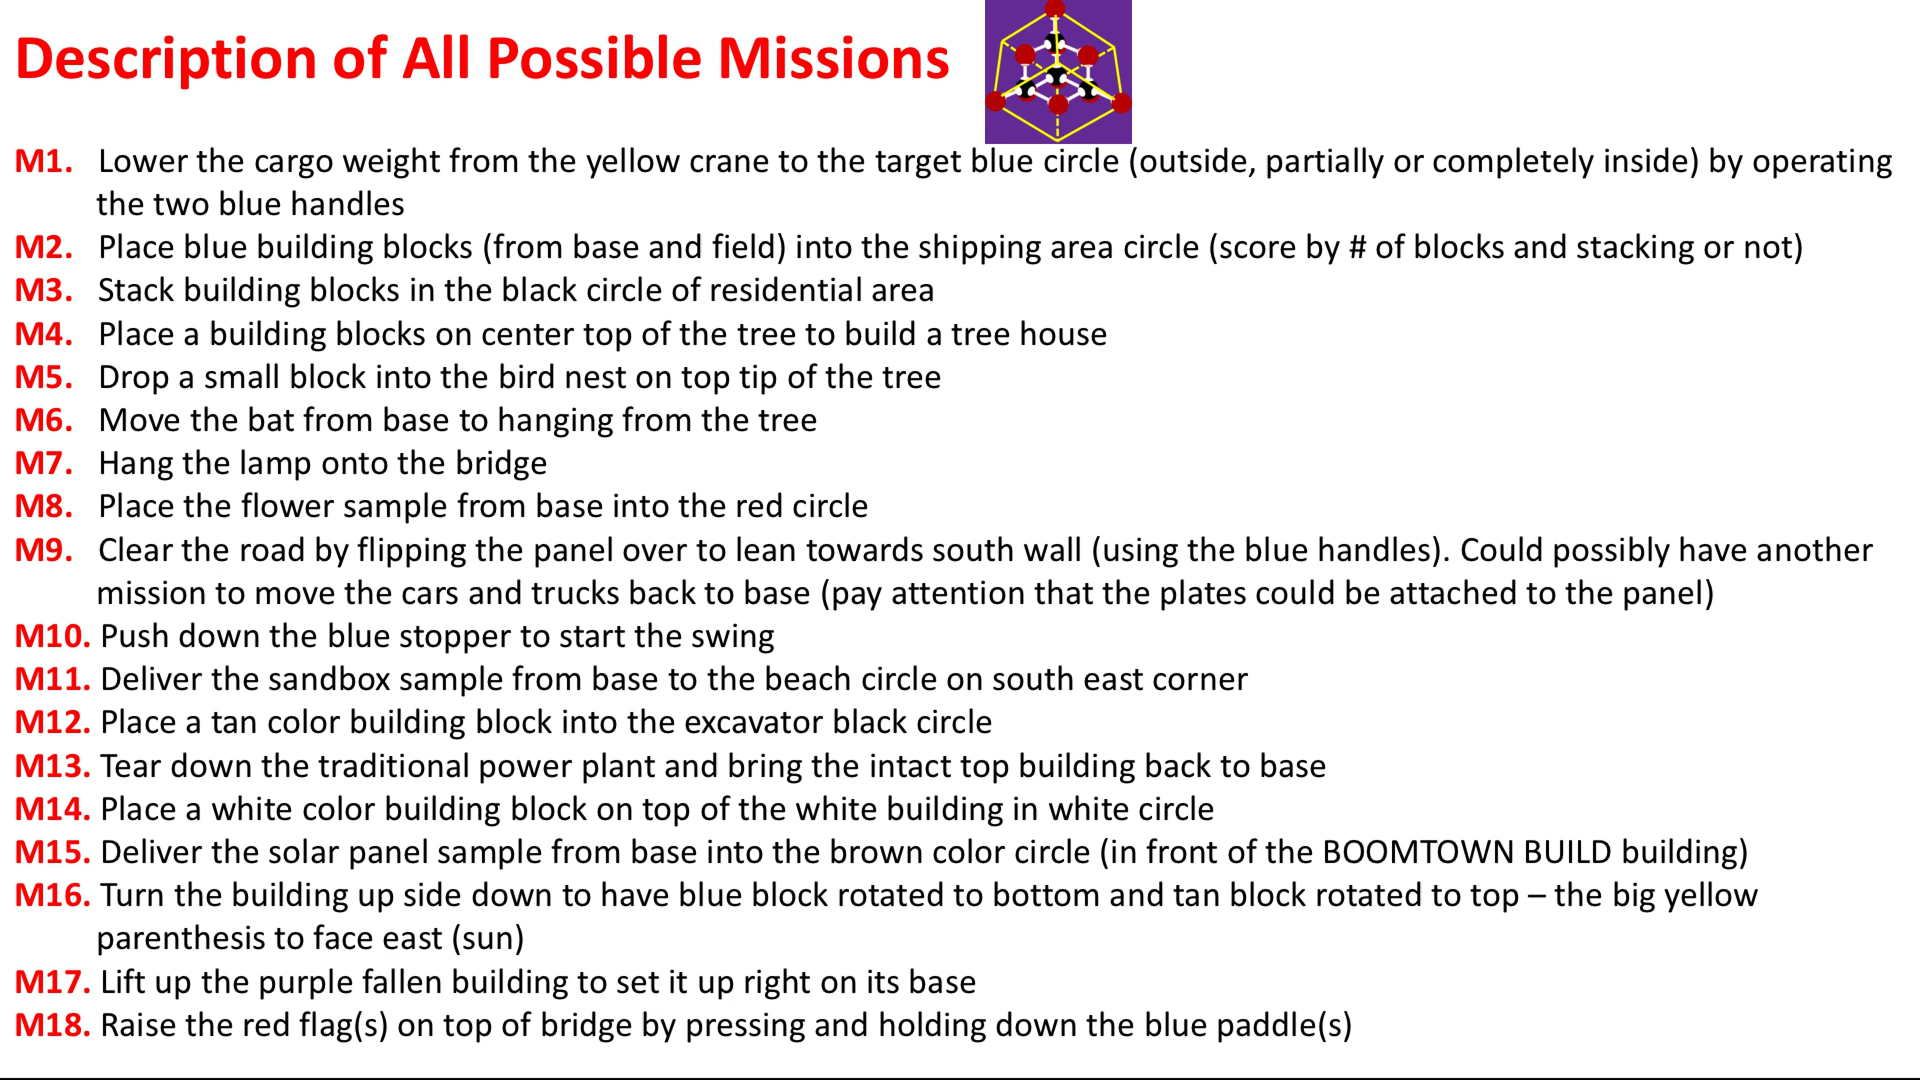 Description of All Possible Missions
M1. Lower the cargo weight from the yellow crane to the target blue circle (outside, partially or completely inside) by operating
the two blue handles
M2. Place blue building blocks (from base and field) into the shipping area circle (score by # of blocks and stacking or not)
M3. Stack building blocks in the black circle of residential area
M4. Place a building blocks on center top of the tree to build a tree house
M5. Drop a small block into the bird nest on top tip of the tree
M6. Move the bat from base to hanging from the tree
M7. Hang the lamp onto the bridge
M8. Place the flower sample from base into the red circle
M9. Clear the road by flipping the panel over to lean towards south wall (using the blue handles). Could possibly have another
mission to move the cars and trucks back to base (pay attention that the plates could be attached to the panel)
M10. Push down the blue stopper to start the swing
M11. Deliver the sandbox sample from base to the beach circle on south east corner
M12. Place a tan color building block into the excavator black circle
M13. Tear down the traditional power plant and bring the intact top building back to base
M14. Place a white color building block on top of the white building in white circle
M15. Deliver the solar panel sample from base into the brown color circle (in front of the BOOMTOWN BUILD building)
M16. Turn the building up side down to have blue block rotated to bottom and tan block rotated to top – the big yellow
parenthesis to face east (sun)
M17. Lift up the purple fallen building to set it up right on its base
M18. Raise the red flag(s) on top of bridge by pressing and holding down the blue paddle(s)